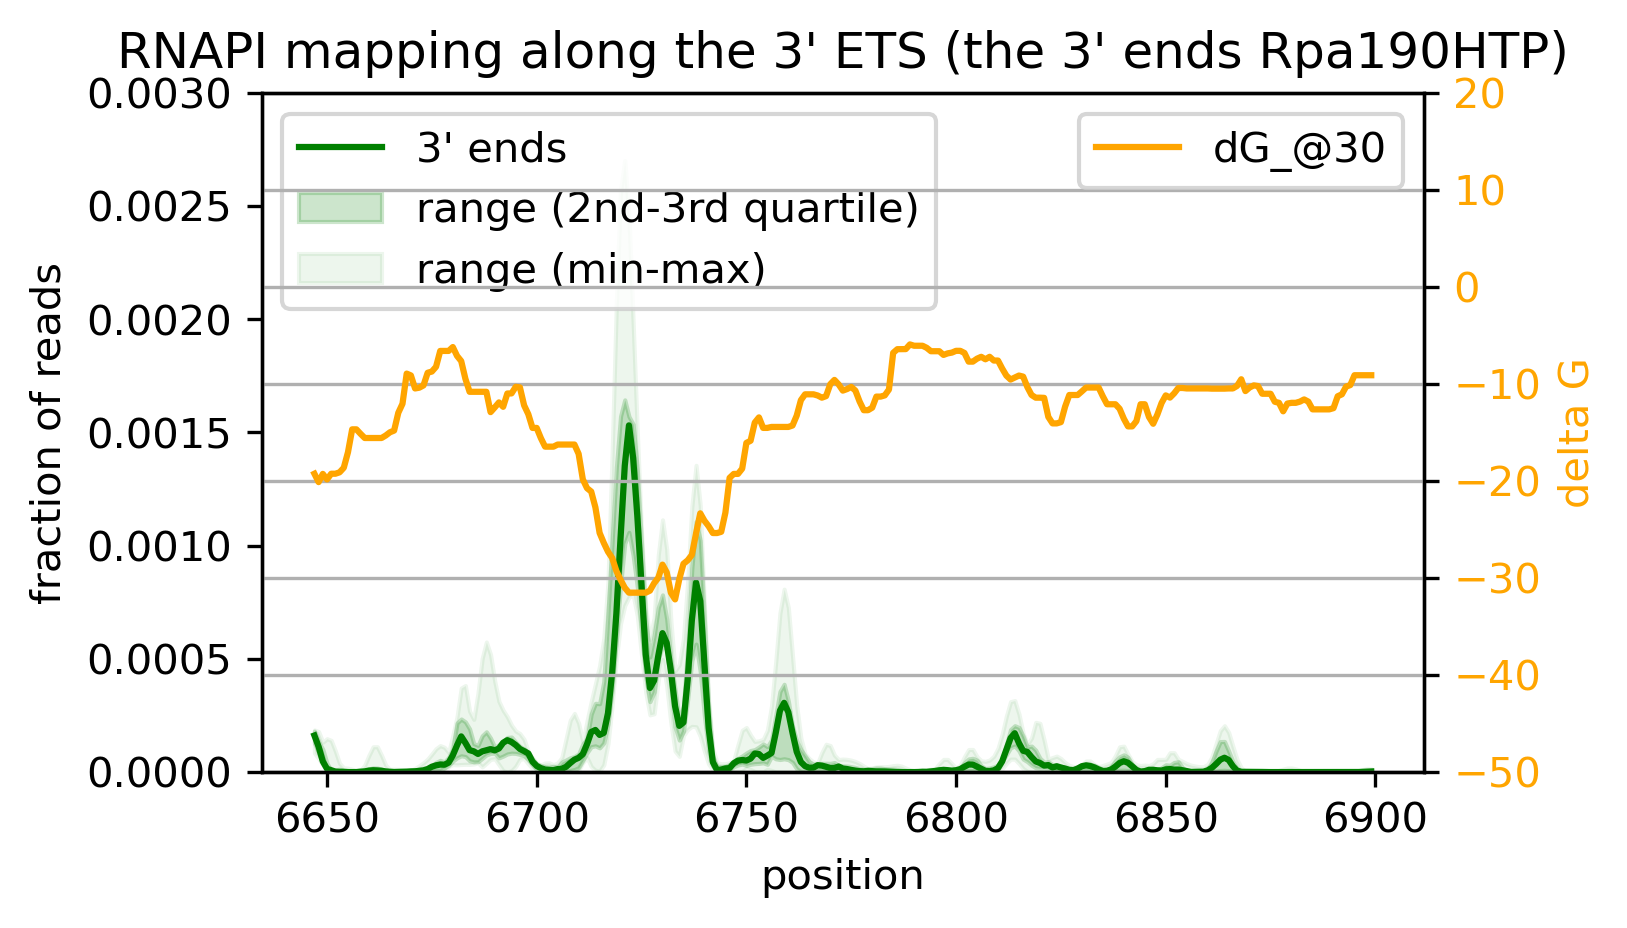 RNAPI mapping along the 3' ETS (the 3' ends Rpa190HTP)
0.0030
0.0025
0.0020
0.0015
0.0010
0.0005
0.0000
fraction of reads
3' ends
range (2nd-3rd quartile)
range (min-max)
dG_@30
20
10
0
−10
−20
−30
−40
−50
delta G
6650
6700
6750
6800
6850
6900
position